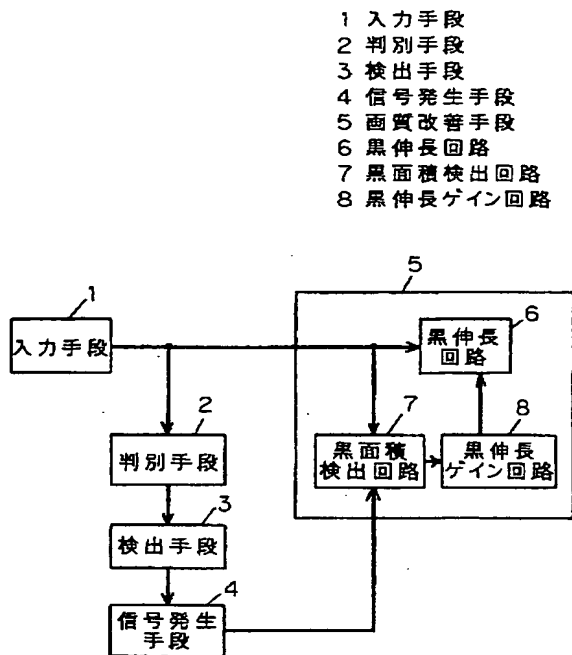 1 入力手段
2 判別手段
3 検出手段
4 信号発生手段
5 画質改善手段
6 黒伸長回路
7 黒面積検出回路
8 黒伸長ゲイン回路
5
1
6
入力手段
黒伸長
回路
2
7
8
判別手段
黒面積
検出回路
黒伸長
ゲイン回路
3
検出手段
4
信号発生
手段